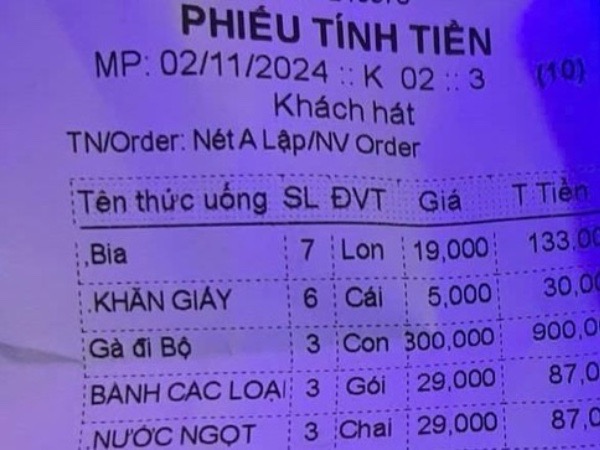 PHIẾU TÍNH TIỀN
MP: 02/11/2024 :: K 02 :: 3 (10)
Khách hát
TN/Order: Nét A Lập/NV Order
Tên thức uống SL ĐVT Giá T Tiền
.Bia 7 Lon 19,000 133,00
.KHĂN GIẤY 6 Cái 5,000 30,00
Gà đi Bộ 3 Con 300,000 900,0
BÁNH CÁC LOẠI 3 Gói 29,000 87,0
.NƯỚC NGỌT 3 Chai 29,000 87,0